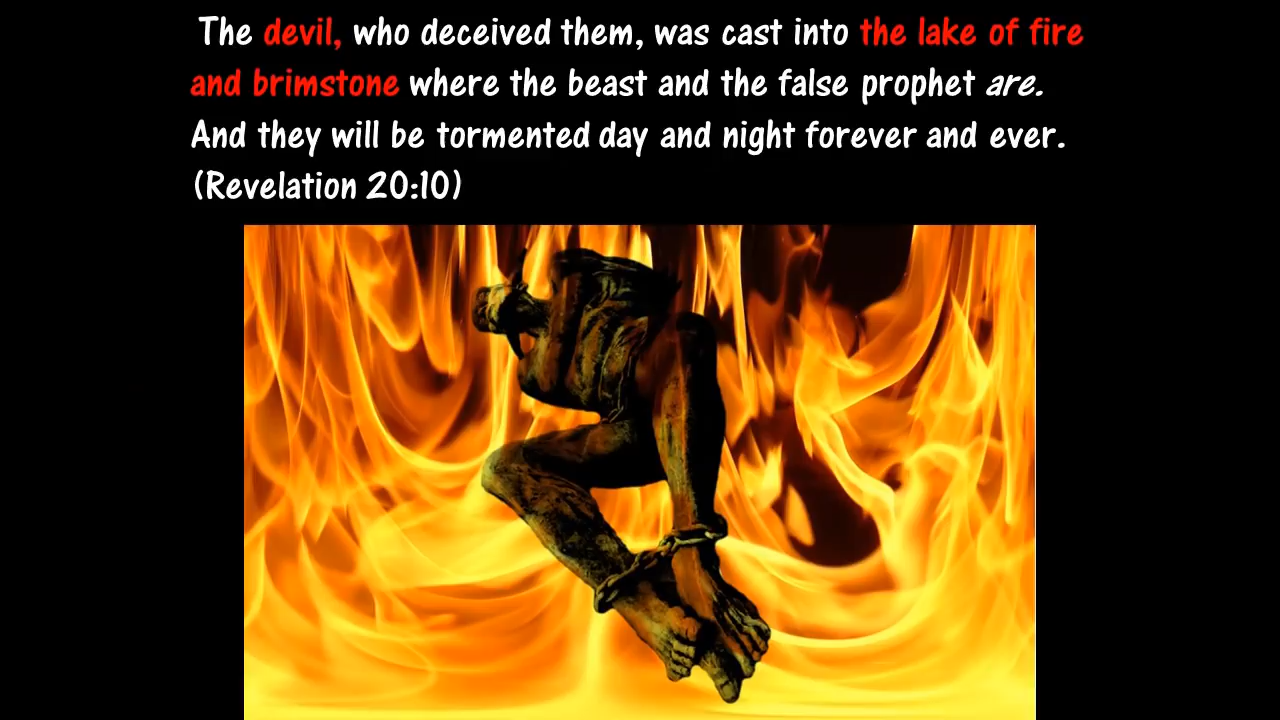 The devil, who deceived them, was cast into the lake of fire
and brimstone where the beast and the false prophet are.
And they will be tormented day and night forever and ever.
(Revelation 20:10)